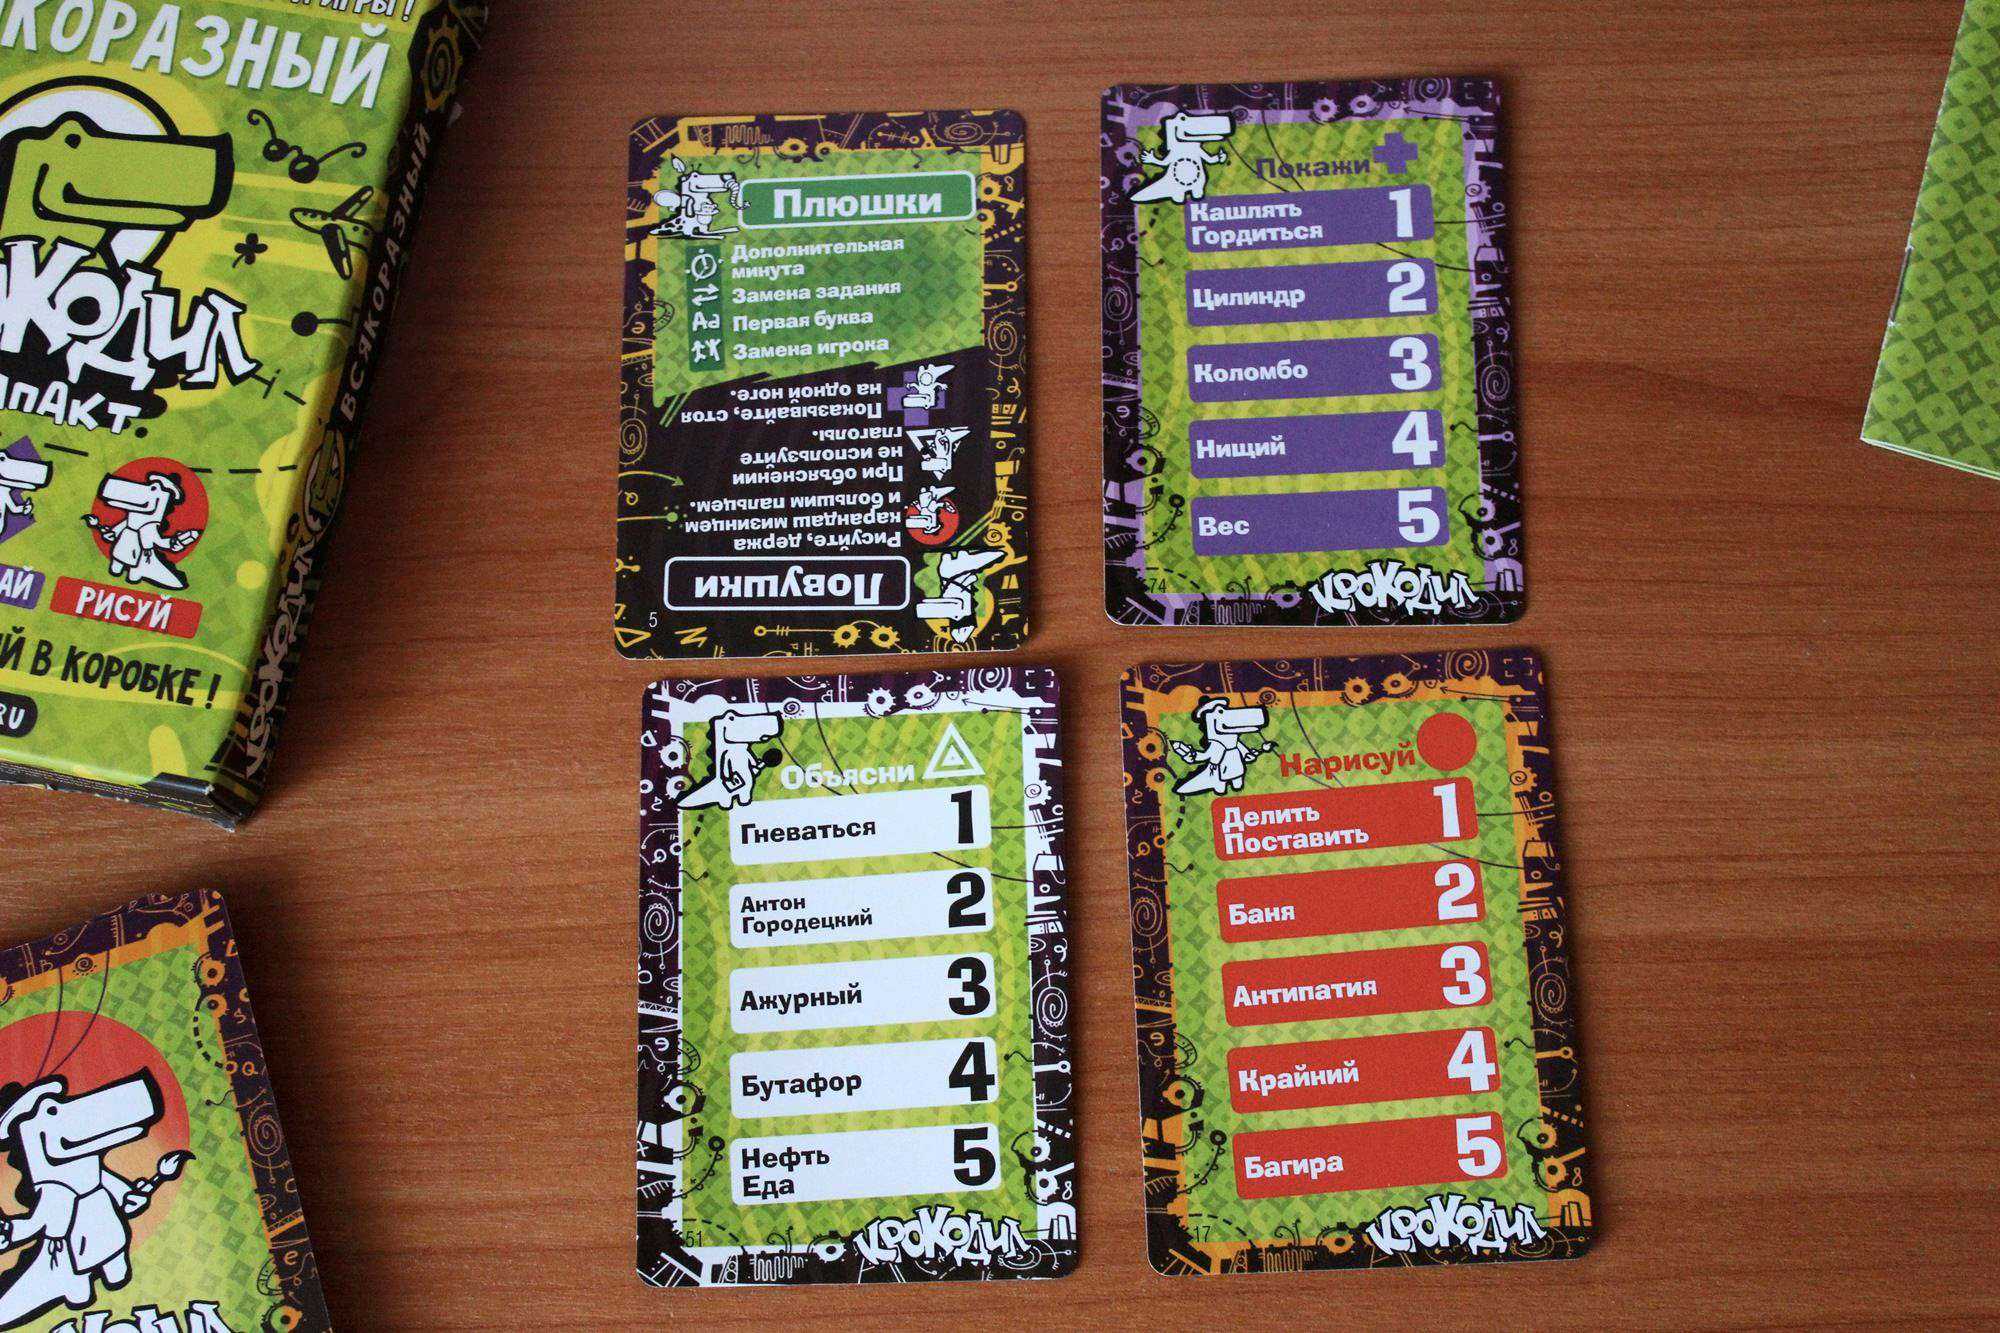 И ИГРЫ!
КОРАЗНЫЙ
КОДИЛ
ПАКТ
РИСУЙ
Й В КОРОБКЕ!
RU
ВСЯКОРАЗНЫЙ
КРОКОДИЛ
Плюшки
Дополнительная
минута
Замена задания
Первая буква
Замена игрока
Ловушки
Рисуйте, держа
карандаш мизинцем
и большим пальцем.
При объяснении
не используйте
глаголы.
Показывайте, стоя
на одной ноге.
5
Покажи
Кашлять
Гордиться 1
Цилиндр 2
Коломбо 3
Нищий 4
Вес 5
74
КРОКОДИЛ
Объясни
Гневаться 1
Антон
Городецкий 2
Ажурный 3
Бутафор 4
Нефть
Еда 5
51
КРОКОДИЛ
Нарисуй
Делить
Поставить 1
Баня 2
Антипатия 3
Крайний 4
Багира 5
17
КРОКОДИЛ